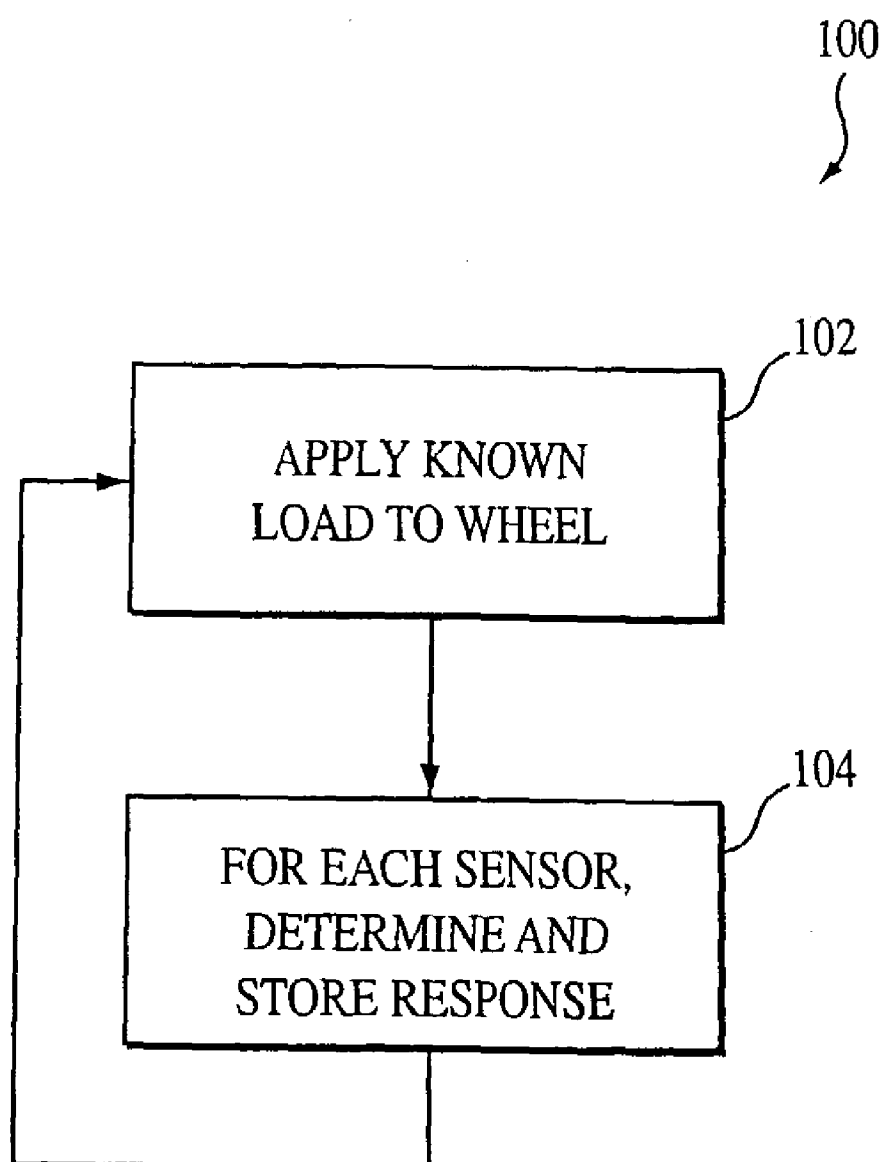 100
102
APPLY KNOWN
LOAD TO WHEEL
104
FOR EACH SENSOR,
DETERMINE AND
STORE RESPONSE